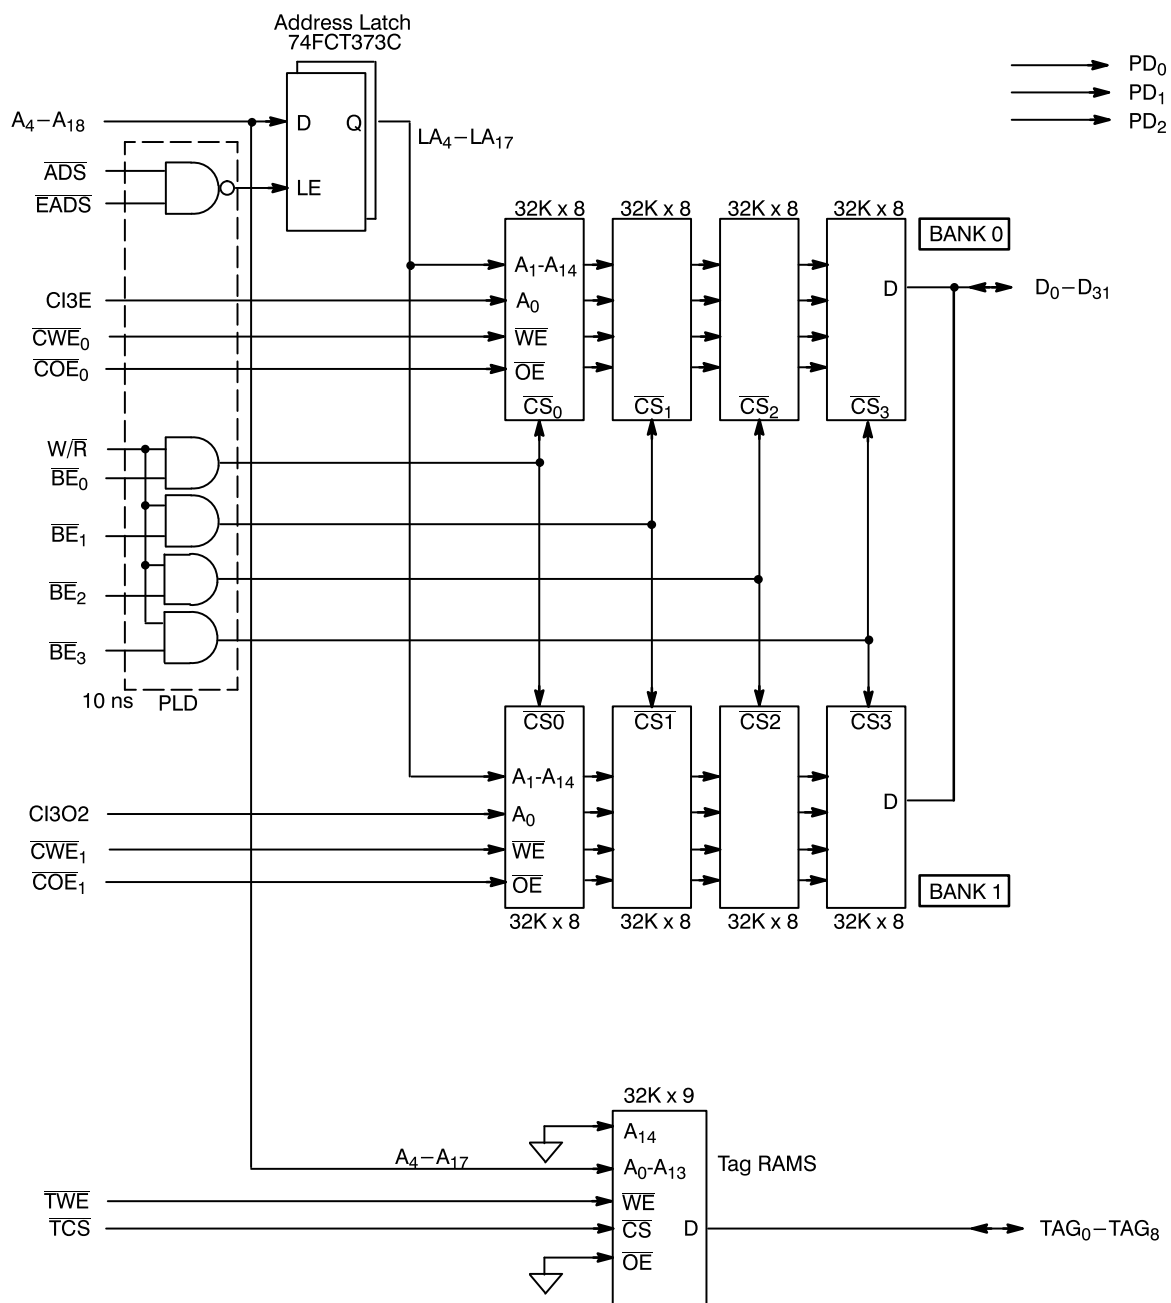 Address Latch
74FCT373C
PD0
PD1
PD2
A4–A18
D Q
LA4–LA17
ADS
EADS
LE
32K x 8 32K x 8 32K x 8 32K x 8
BANK 0
A1-A14
CI3E
A0
D
D0–D31
CWE0
WE
COE0
OE
CS0 CS1 CS2 CS3
W/R
BE0
BE1
BE2
BE3
10 ns PLD
CS0 CS1 CS2 CS3
A1-A14
CI3O2
A0
D
CWE1
WE
COE1
OE
BANK 1
32K x 8 32K x 8 32K x 8 32K x 8
32K x 9
A14
A4–A17
A0-A13
Tag RAMS
TWE
WE
TCS
CS
D
TAG0–TAG8
OE